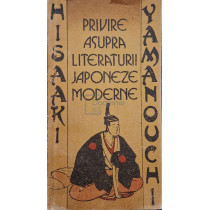 HISAAKI
PRIVIRE
ASUPRA
LITERATURII
JAPONEZE
MODERNE
YAMANOUCHI